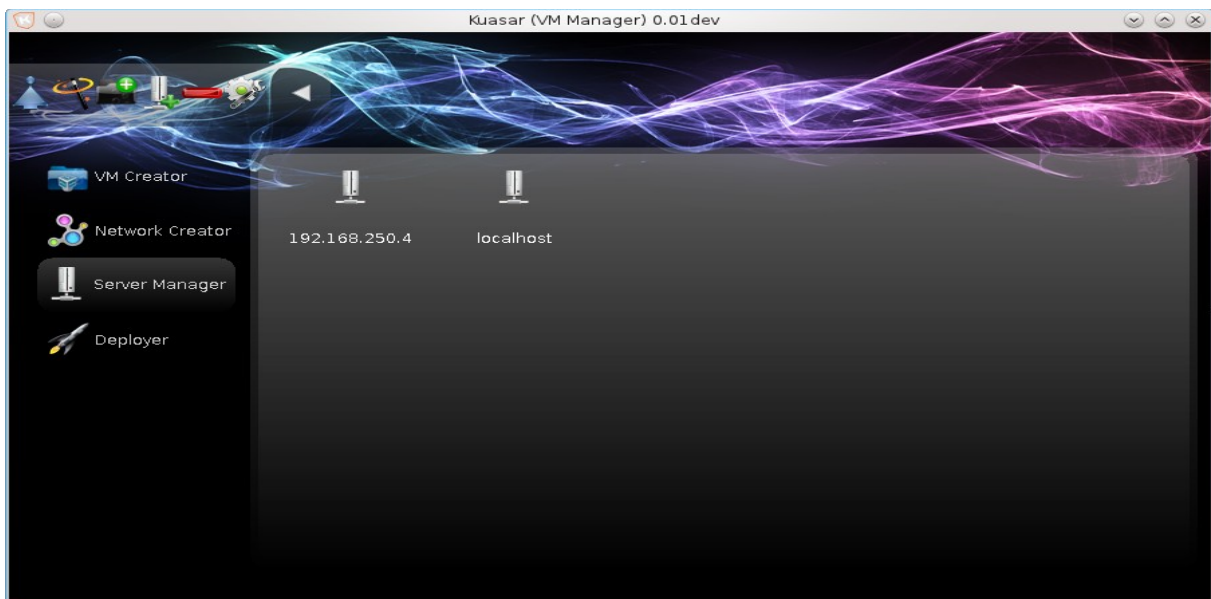 Kuasar (VM Manager) 0.01dev
VM Creator
Network Creator
Server Manager
Deployer
192.168.250.4
localhost